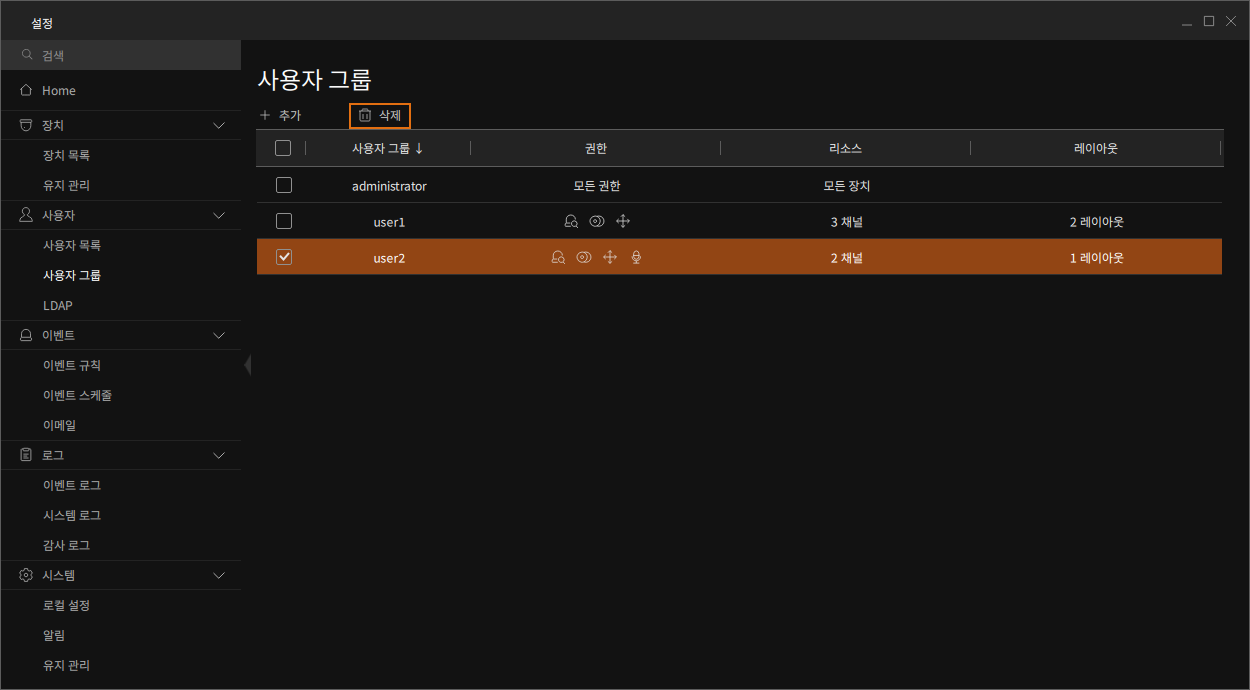 설정
검색
Home
장치
장치 목록
유지 관리
사용자
사용자 목록
사용자 그룹
LDAP
이벤트
이벤트 규칙
이벤트 스케줄
이메일
로그
이벤트 로그
시스템 로그
감사 로그
시스템
로컬 설정
알림
유지 관리
사용자 그룹
추가 삭제
사용자 그룹 ↓ 권한 리소스 레이아웃
administrator 모든 권한 모든 장치
user1 3 채널 2 레이아웃
user2 2 채널 1 레이아웃